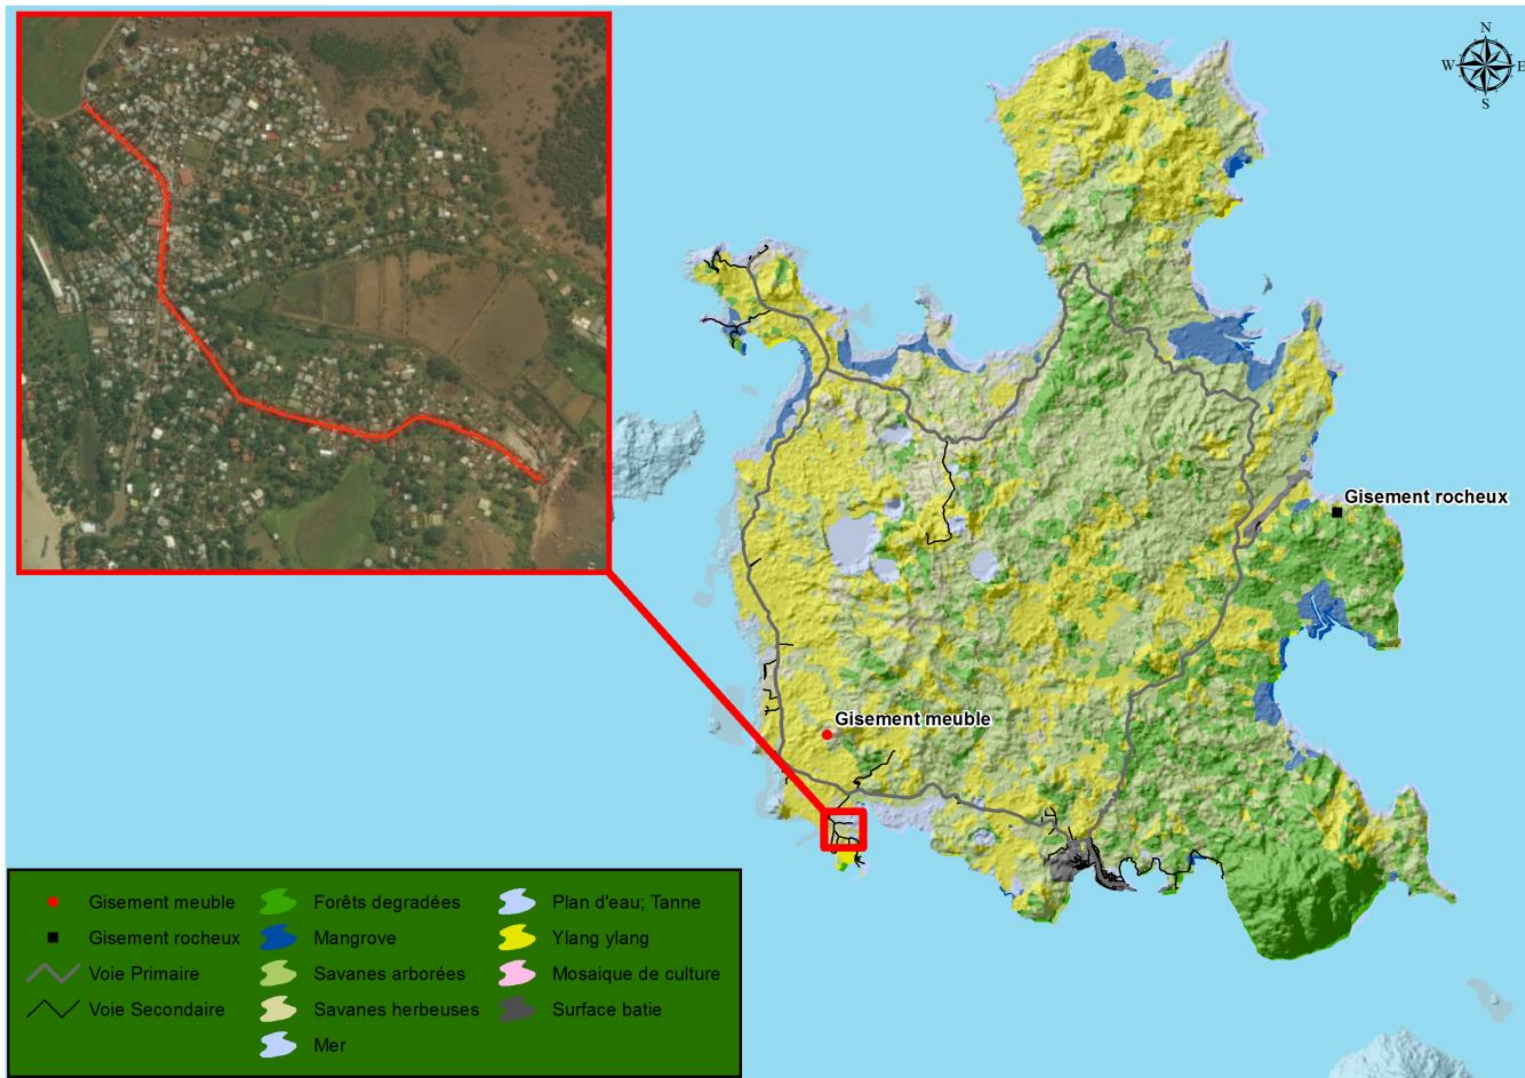 N
W E
S
Gisement rocheux
Gisement meuble
Gisement meuble
Gisement rocheux
Voie Primaire
Voie Secondaire
Forêts degradées
Mangrove
Savanes arborées
Savanes herbeuses
Mer
Plan d'eau; Tanne
Ylang ylang
Mosaique de culture
Surface batie